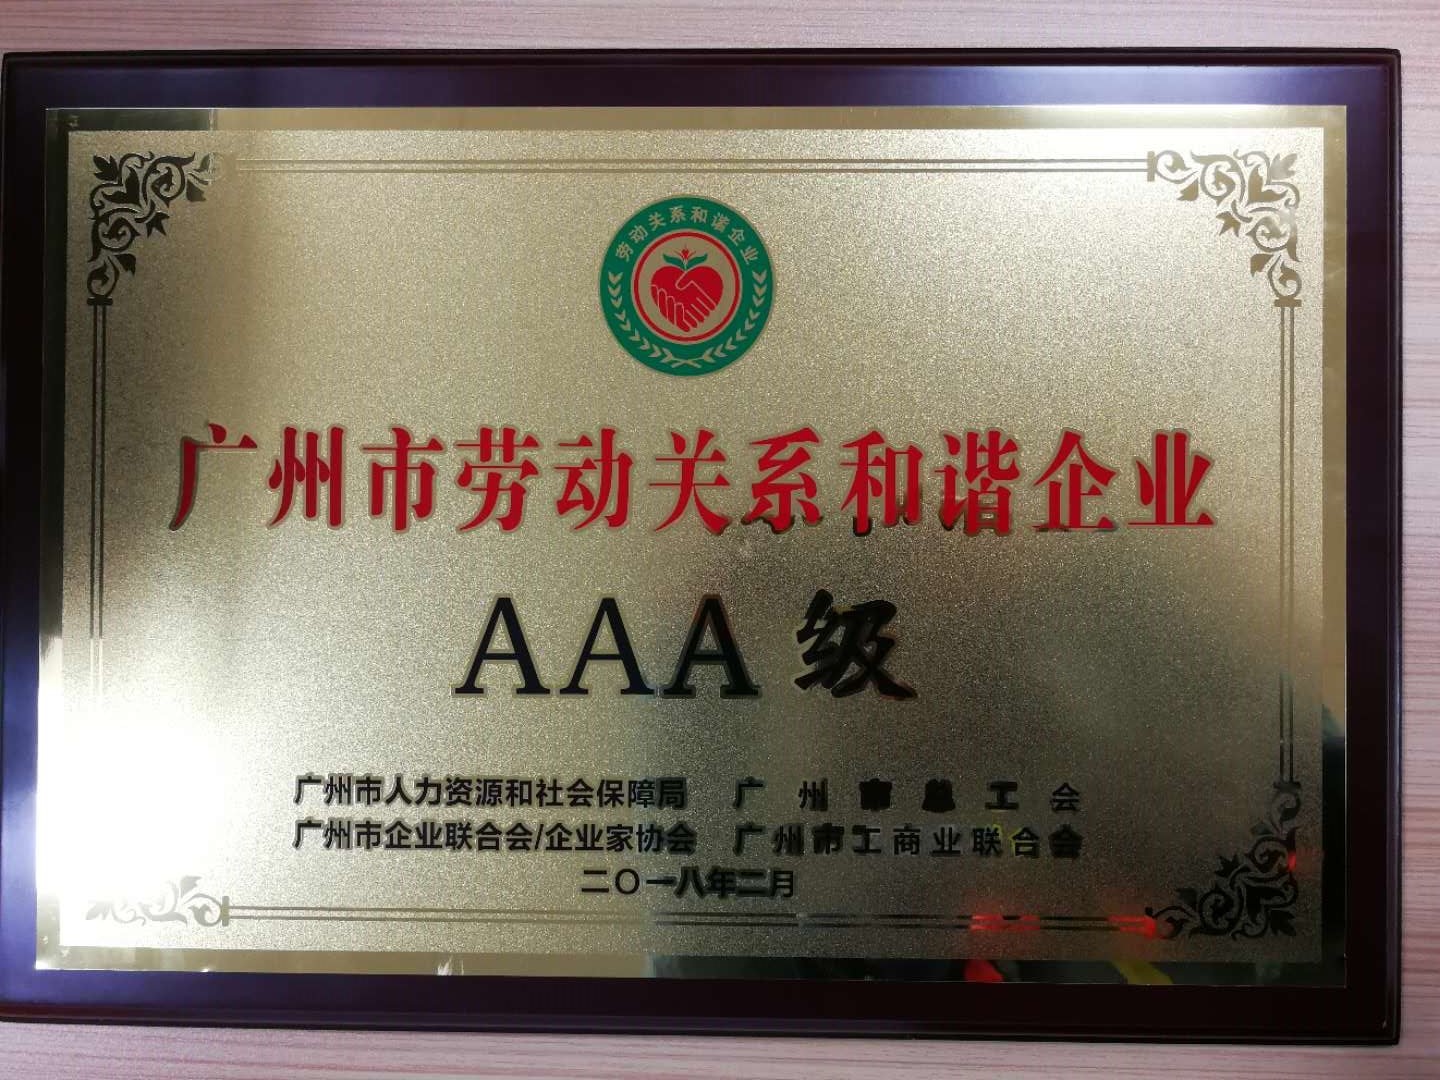 劳动关系和谐企业
广州市劳动关系和谐企业
AAA级
广州市人力资源和社会保障局 广州市总工会
广州市企业联合会/企业家协会 广州市工商业联合会
二〇一八年二月